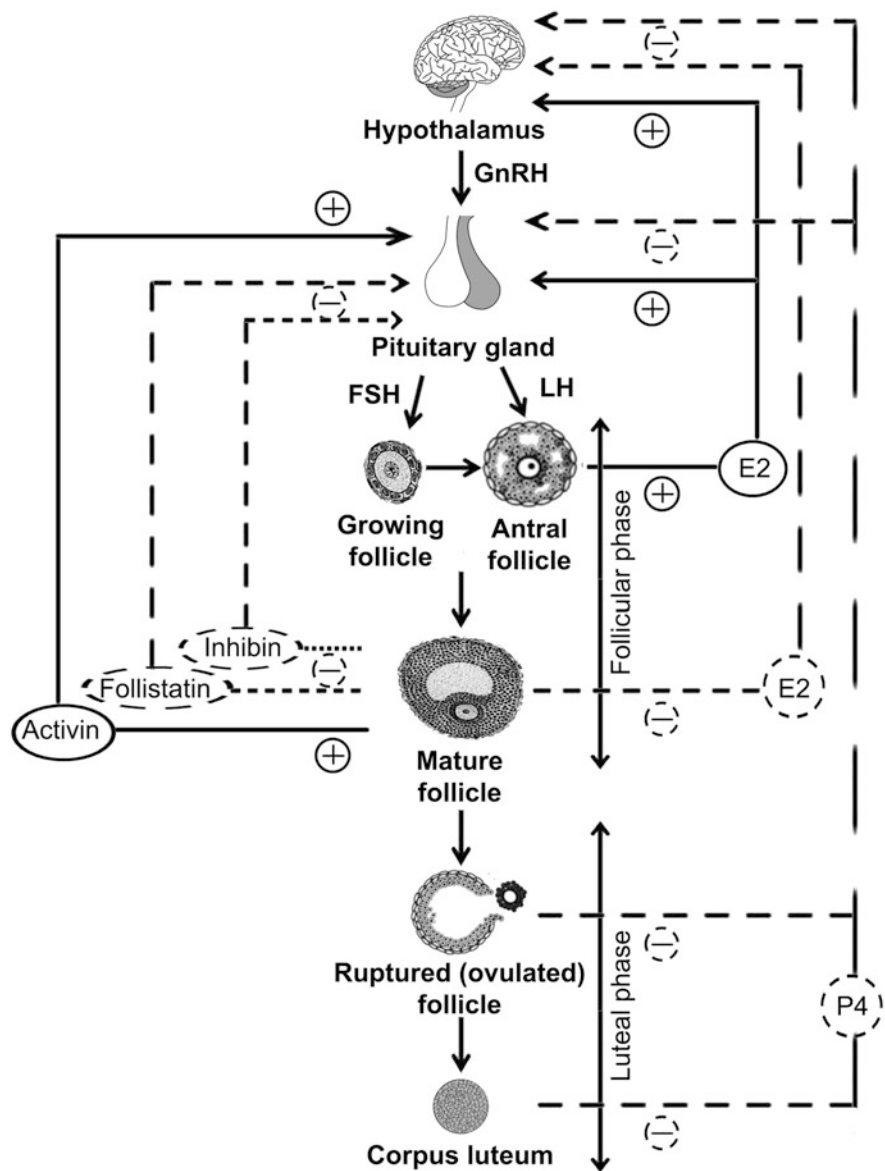 Hypothalamus
GnRH
Pituitary gland
FSH
LH
Growing
follicle
Antral
follicle
E2
Follicular phase
Inhibin
Follistatin
Activin
E2
Mature
follicle
Ruptured (ovulated)
follicle
Luteal phase
P4
Corpus luteum